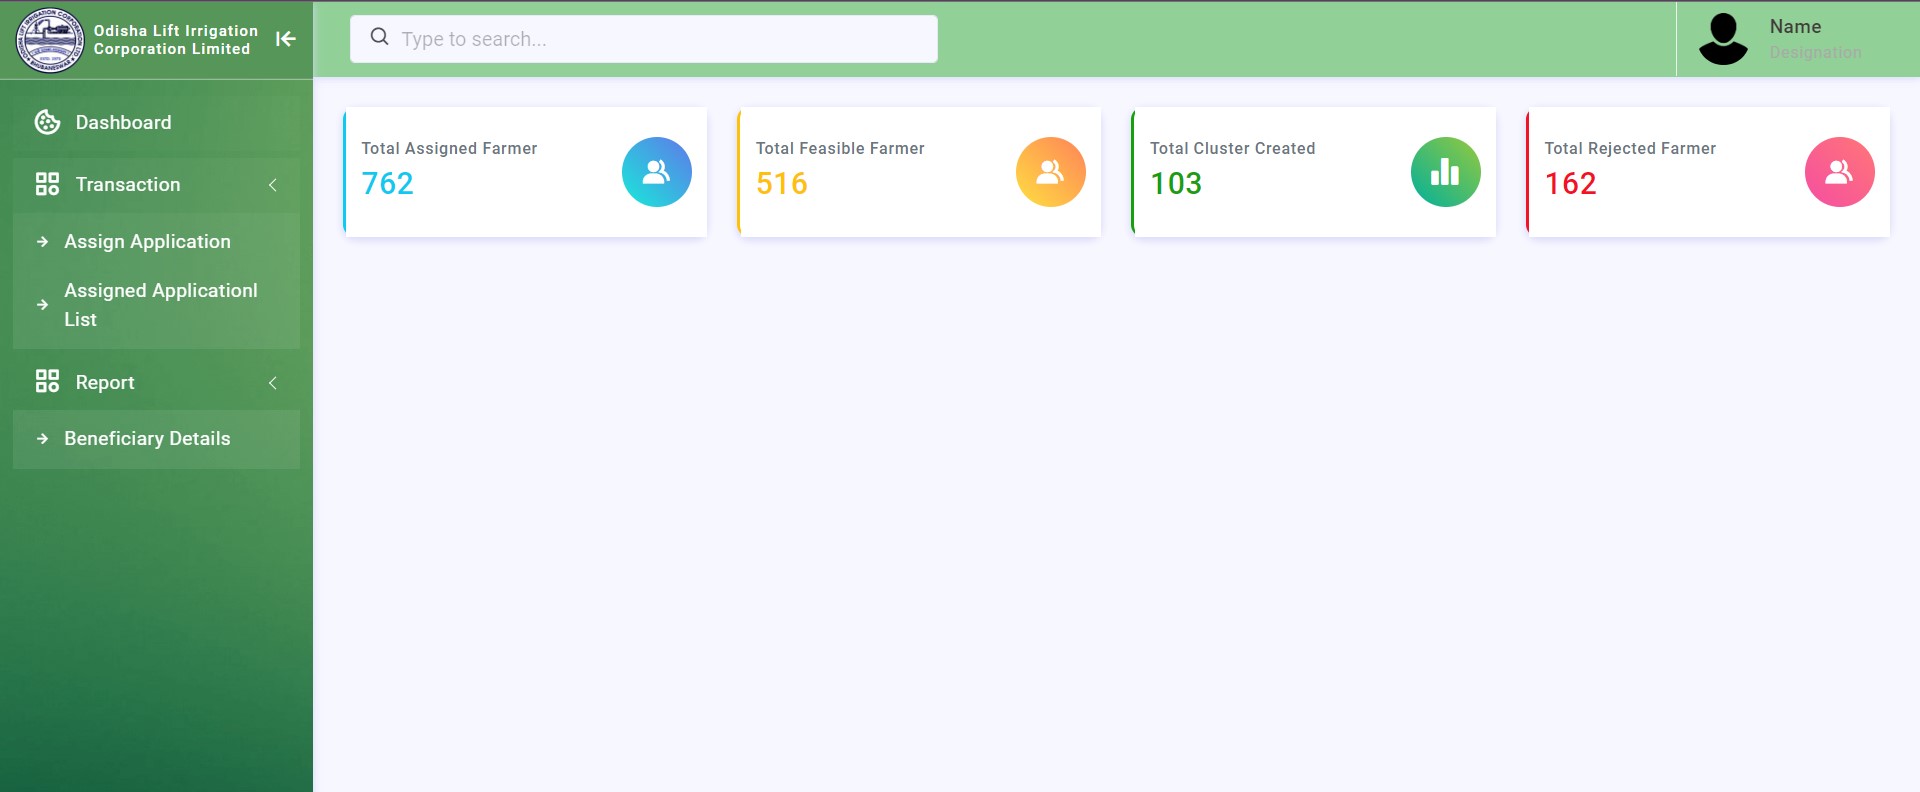 Odisha Lift Irrigation
Corporation Limited
Type to search...
Name
Designation
Dashboard
Transaction
Assign Application
Assigned Applicationl
List
Report
Beneficiary Details
Total Assigned Farmer
762
Total Feasible Farmer
516
Total Cluster Created
103
Total Rejected Farmer
162